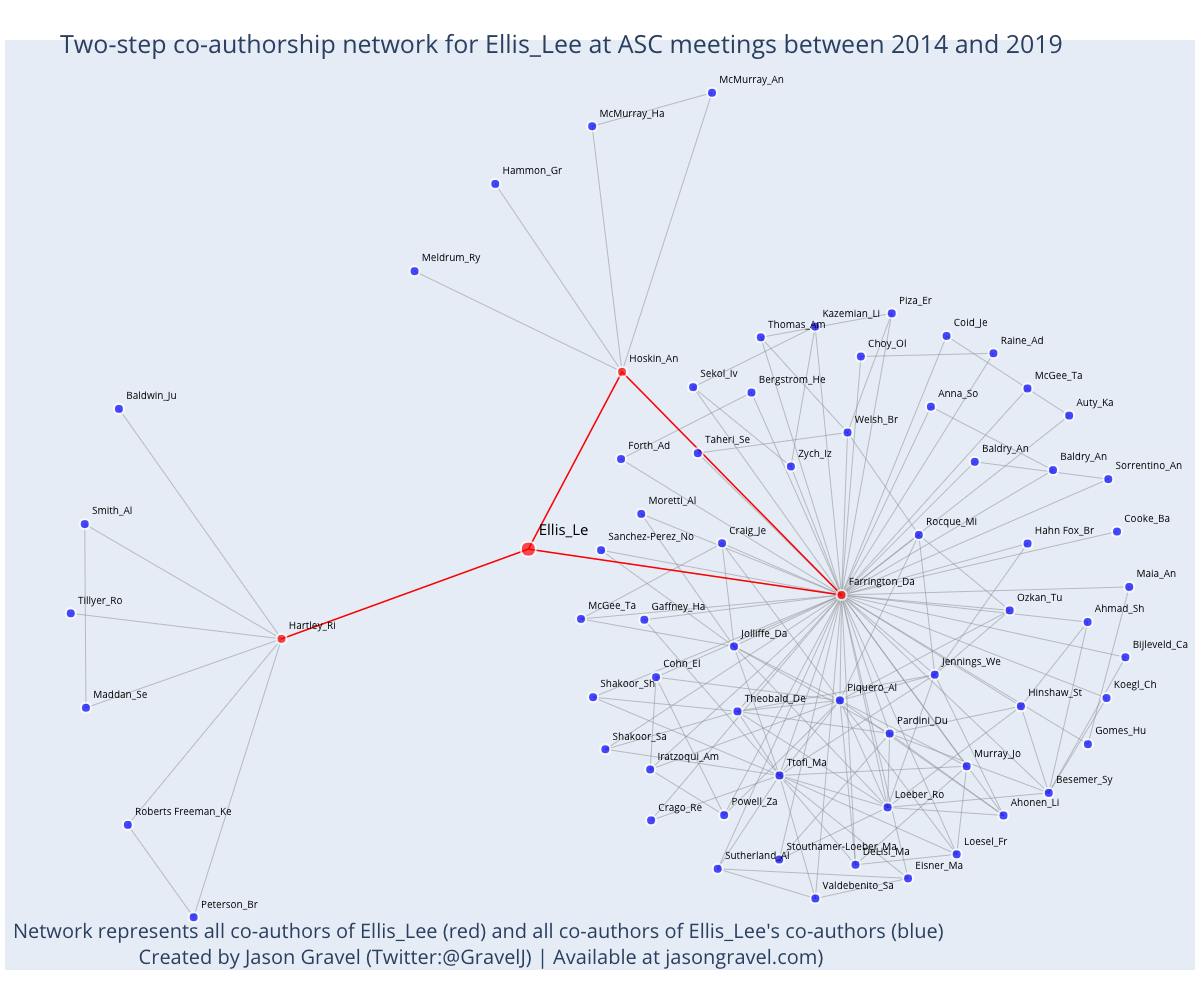 Two-step co-authorship network for Ellis_Lee at ASC meetings between 2014 and 2019
McMurray_An
McMurray_Ha
Hammon_Gr
Meldrum_Ry
Piza_Er
Kazemian_Li
Thomas_Am
Coid_Je
Choy_Ol
Raine_Ad
Hoskin_An
Sekol_Iv
Bergstrom_He
McGee_Ta
Baldwin_Ju
Anna_So
Auty_Ka
Welsh_Br
Forth_Ad
Taheri_Se
Zych_Iz
Baldry_An
Baldry_An
Sorrentino_An
Moretti_Al
Smith_Al
Ellis_Le
Sanchez-Perez_No
Craig_Je
Rocque_Mi
Hahn Fox_Br
Cooke_Ba
Farrington_Da
Maia_An
Tillyer_Ro
McGee_Ta
Gaffney_Ha
Ozkan_Tu
Ahmad_Sh
Hartley_Ri
Jolliffe_Da
Bijleveld_Ca
Cohn_El
Jennings_We
Shakoor_Sh
Theobald_De
Piquero_Al
Hinshaw_St
Koegl_Ch
Maddan_Se
Pardini_Du
Gomes_Hu
Shakoor_Sa
Iratzoqui_Am
Ttofi_Ma
Murray_Jo
Besemer_Sy
Roberts Freeman_Ke
Crago_Re
Powell_Za
Loeber_Ro
Ahonen_Li
Sutherland_Al
Stouthamer-Loeber_Ma
DeLisi_Ma
Loesel_Fr
Eisner_Ma
Valdebenito_Sa
Peterson_Br
Network represents all co-authors of Ellis_Lee (red) and all co-authors of Ellis_Lee's co-authors (blue)
Created by Jason Gravel (Twitter:@GravelJ) | Available at jasongravel.com)